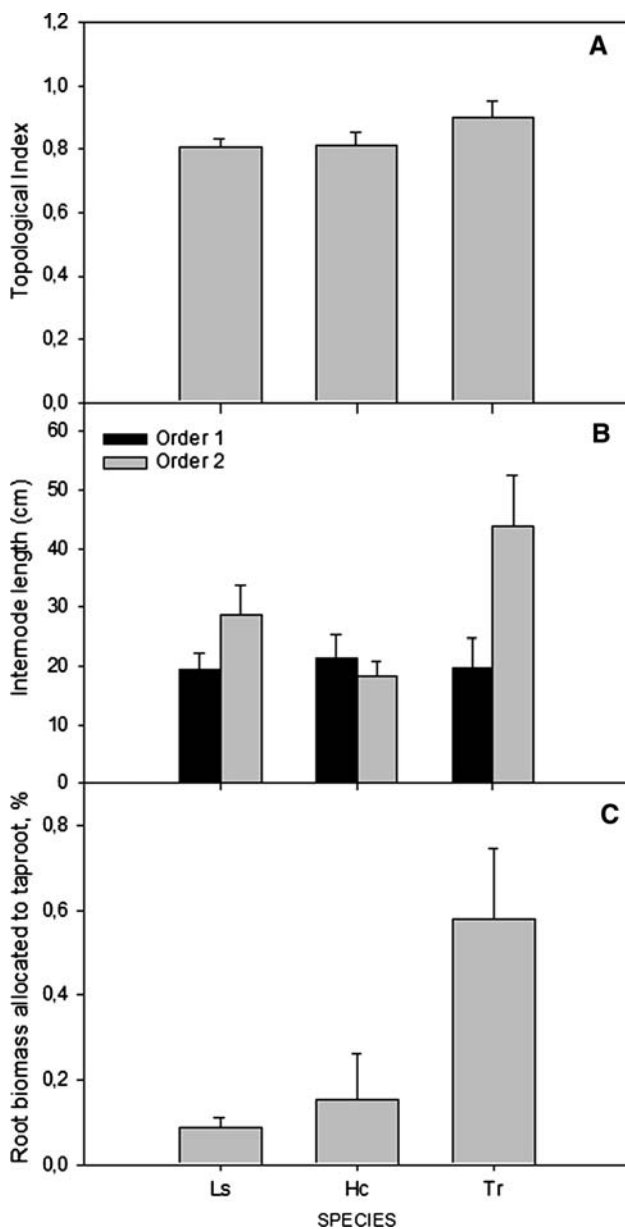 A
1,2
1,0
0,8
0,6
0,4
0,2
0,0
Topological Index
B
Order 1
Order 2
60
50
40
30
20
10
0
Internode length (cm)
C
0,8
0,6
0,4
0,2
0,0
Root biomass allocated to taproot, %
Ls Hc Tr
SPECIES